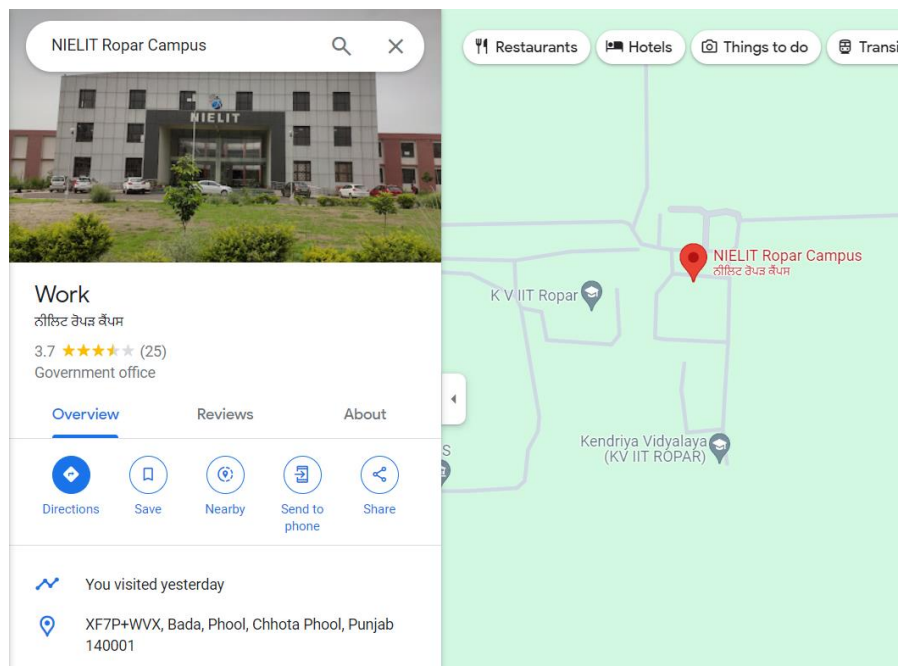 NIELIT Ropar Campus
NIELIT
Work
ਨੀਲਿਟ ਰੋਪੜ ਕੈਂਪਸ
3.7 (25)
Government office
Overview Reviews About
Directions Save Nearby Send to phone Share
You visited yesterday
XF7P+WVX, Bada, Phool, Chhota Phool, Punjab
140001
Restaurants Hotels Things to do Transi
NIELIT Ropar Campus
ਨੀਲਿਟ ਰੋਪੜ ਕੈਂਪਸ
K V IIT Ropar
Kendriya Vidyalaya
(KV IIT ROPAR)
S